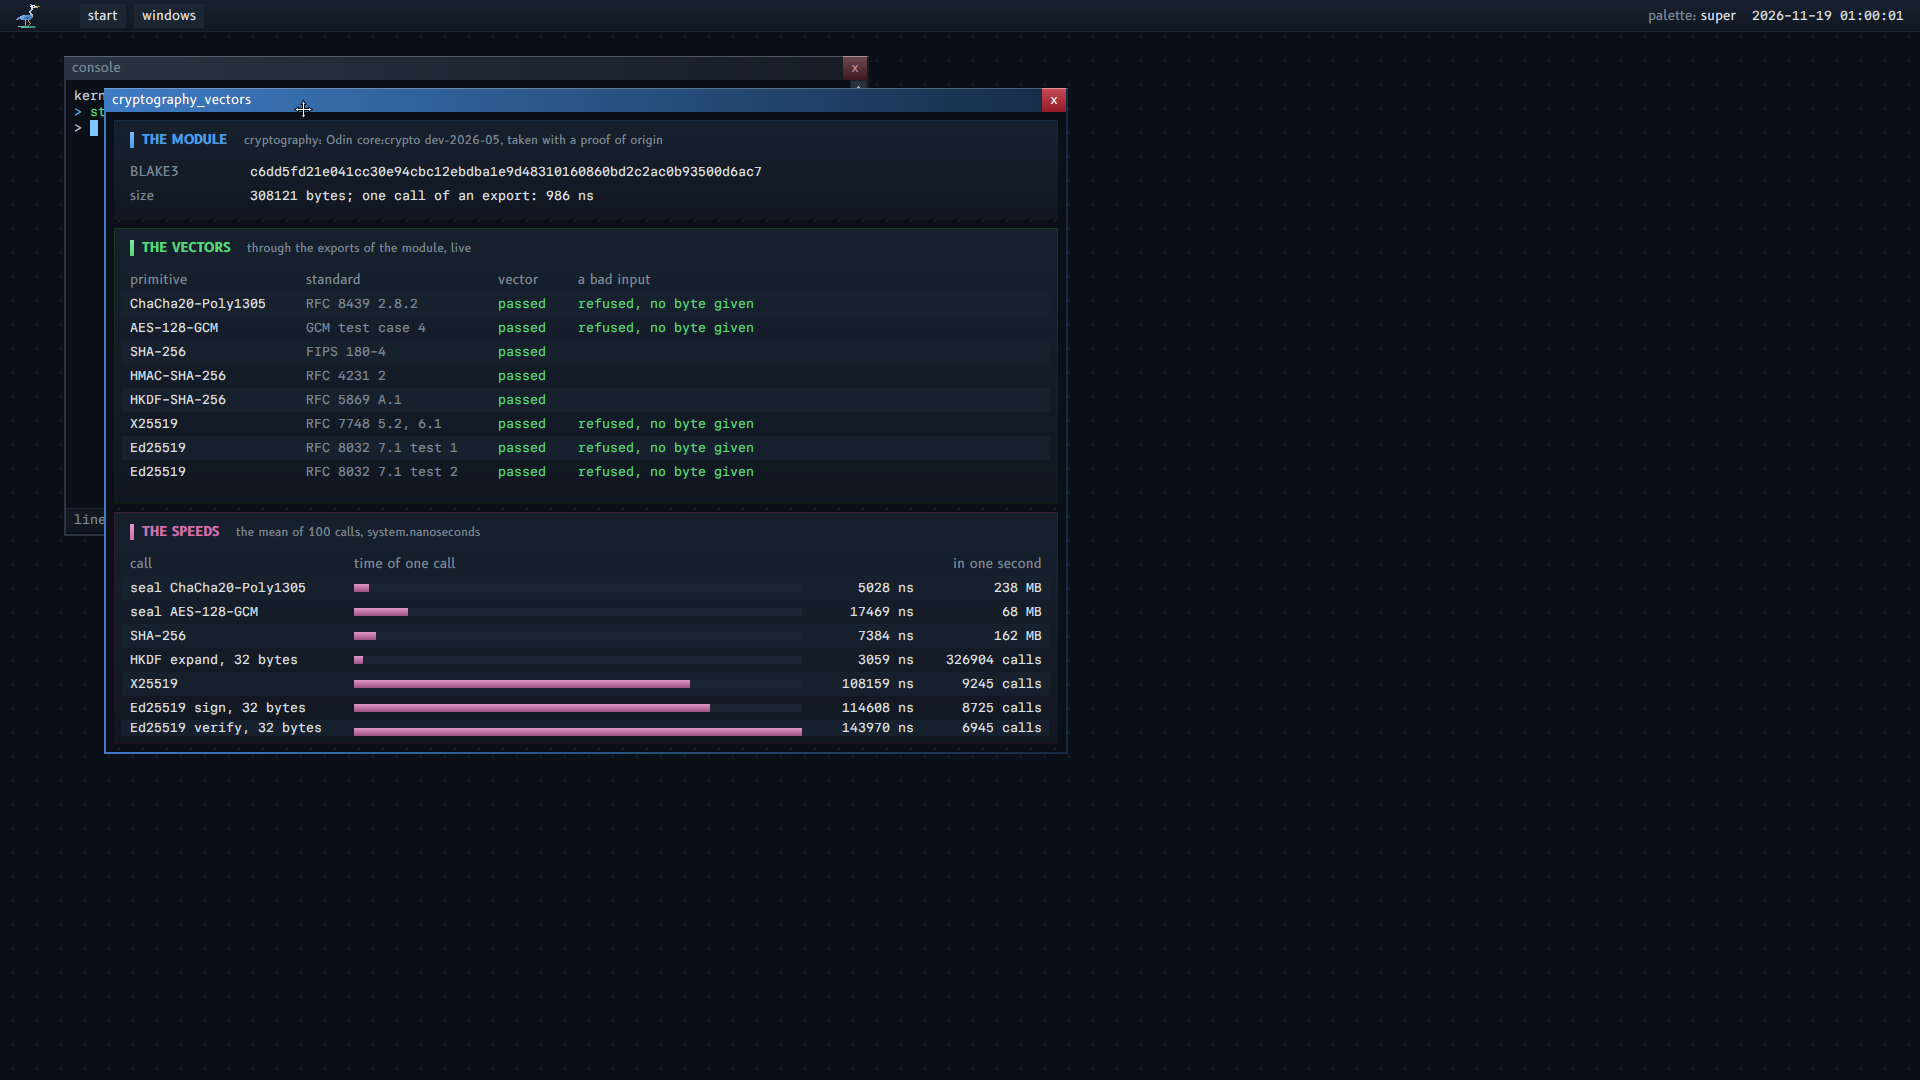 start windows palette: super 2026-11-19 01:00:01
console x
kern
> st
>
line
cryptography_vectors x
THE MODULE cryptography: Odin core:crypto dev-2026-05, taken with a proof of origin
BLAKE3 c6dd5fd21e041cc30e94cbc12ebdba1e9d48310160860bd2c2ac0b93500d6ac7
size 308121 bytes; one call of an export: 986 ns
THE VECTORS through the exports of the module, live
primitive standard vector a bad input
ChaCha20-Poly1305 RFC 8439 2.8.2 passed refused, no byte given
AES-128-GCM GCM test case 4 passed refused, no byte given
SHA-256 FIPS 180-4 passed
HMAC-SHA-256 RFC 4231 2 passed
HKDF-SHA-256 RFC 5869 A.1 passed
X25519 RFC 7748 5.2, 6.1 passed refused, no byte given
Ed25519 RFC 8032 7.1 test 1 passed refused, no byte given
Ed25519 RFC 8032 7.1 test 2 passed refused, no byte given
THE SPEEDS the mean of 100 calls, system.nanoseconds
call time of one call in one second
seal ChaCha20-Poly1305 5028 ns 238 MB
seal AES-128-GCM 17469 ns 68 MB
SHA-256 7384 ns 162 MB
HKDF expand, 32 bytes 3059 ns 326904 calls
X25519 108159 ns 9245 calls
Ed25519 sign, 32 bytes 114608 ns 8725 calls
Ed25519 verify, 32 bytes 143970 ns 6945 calls